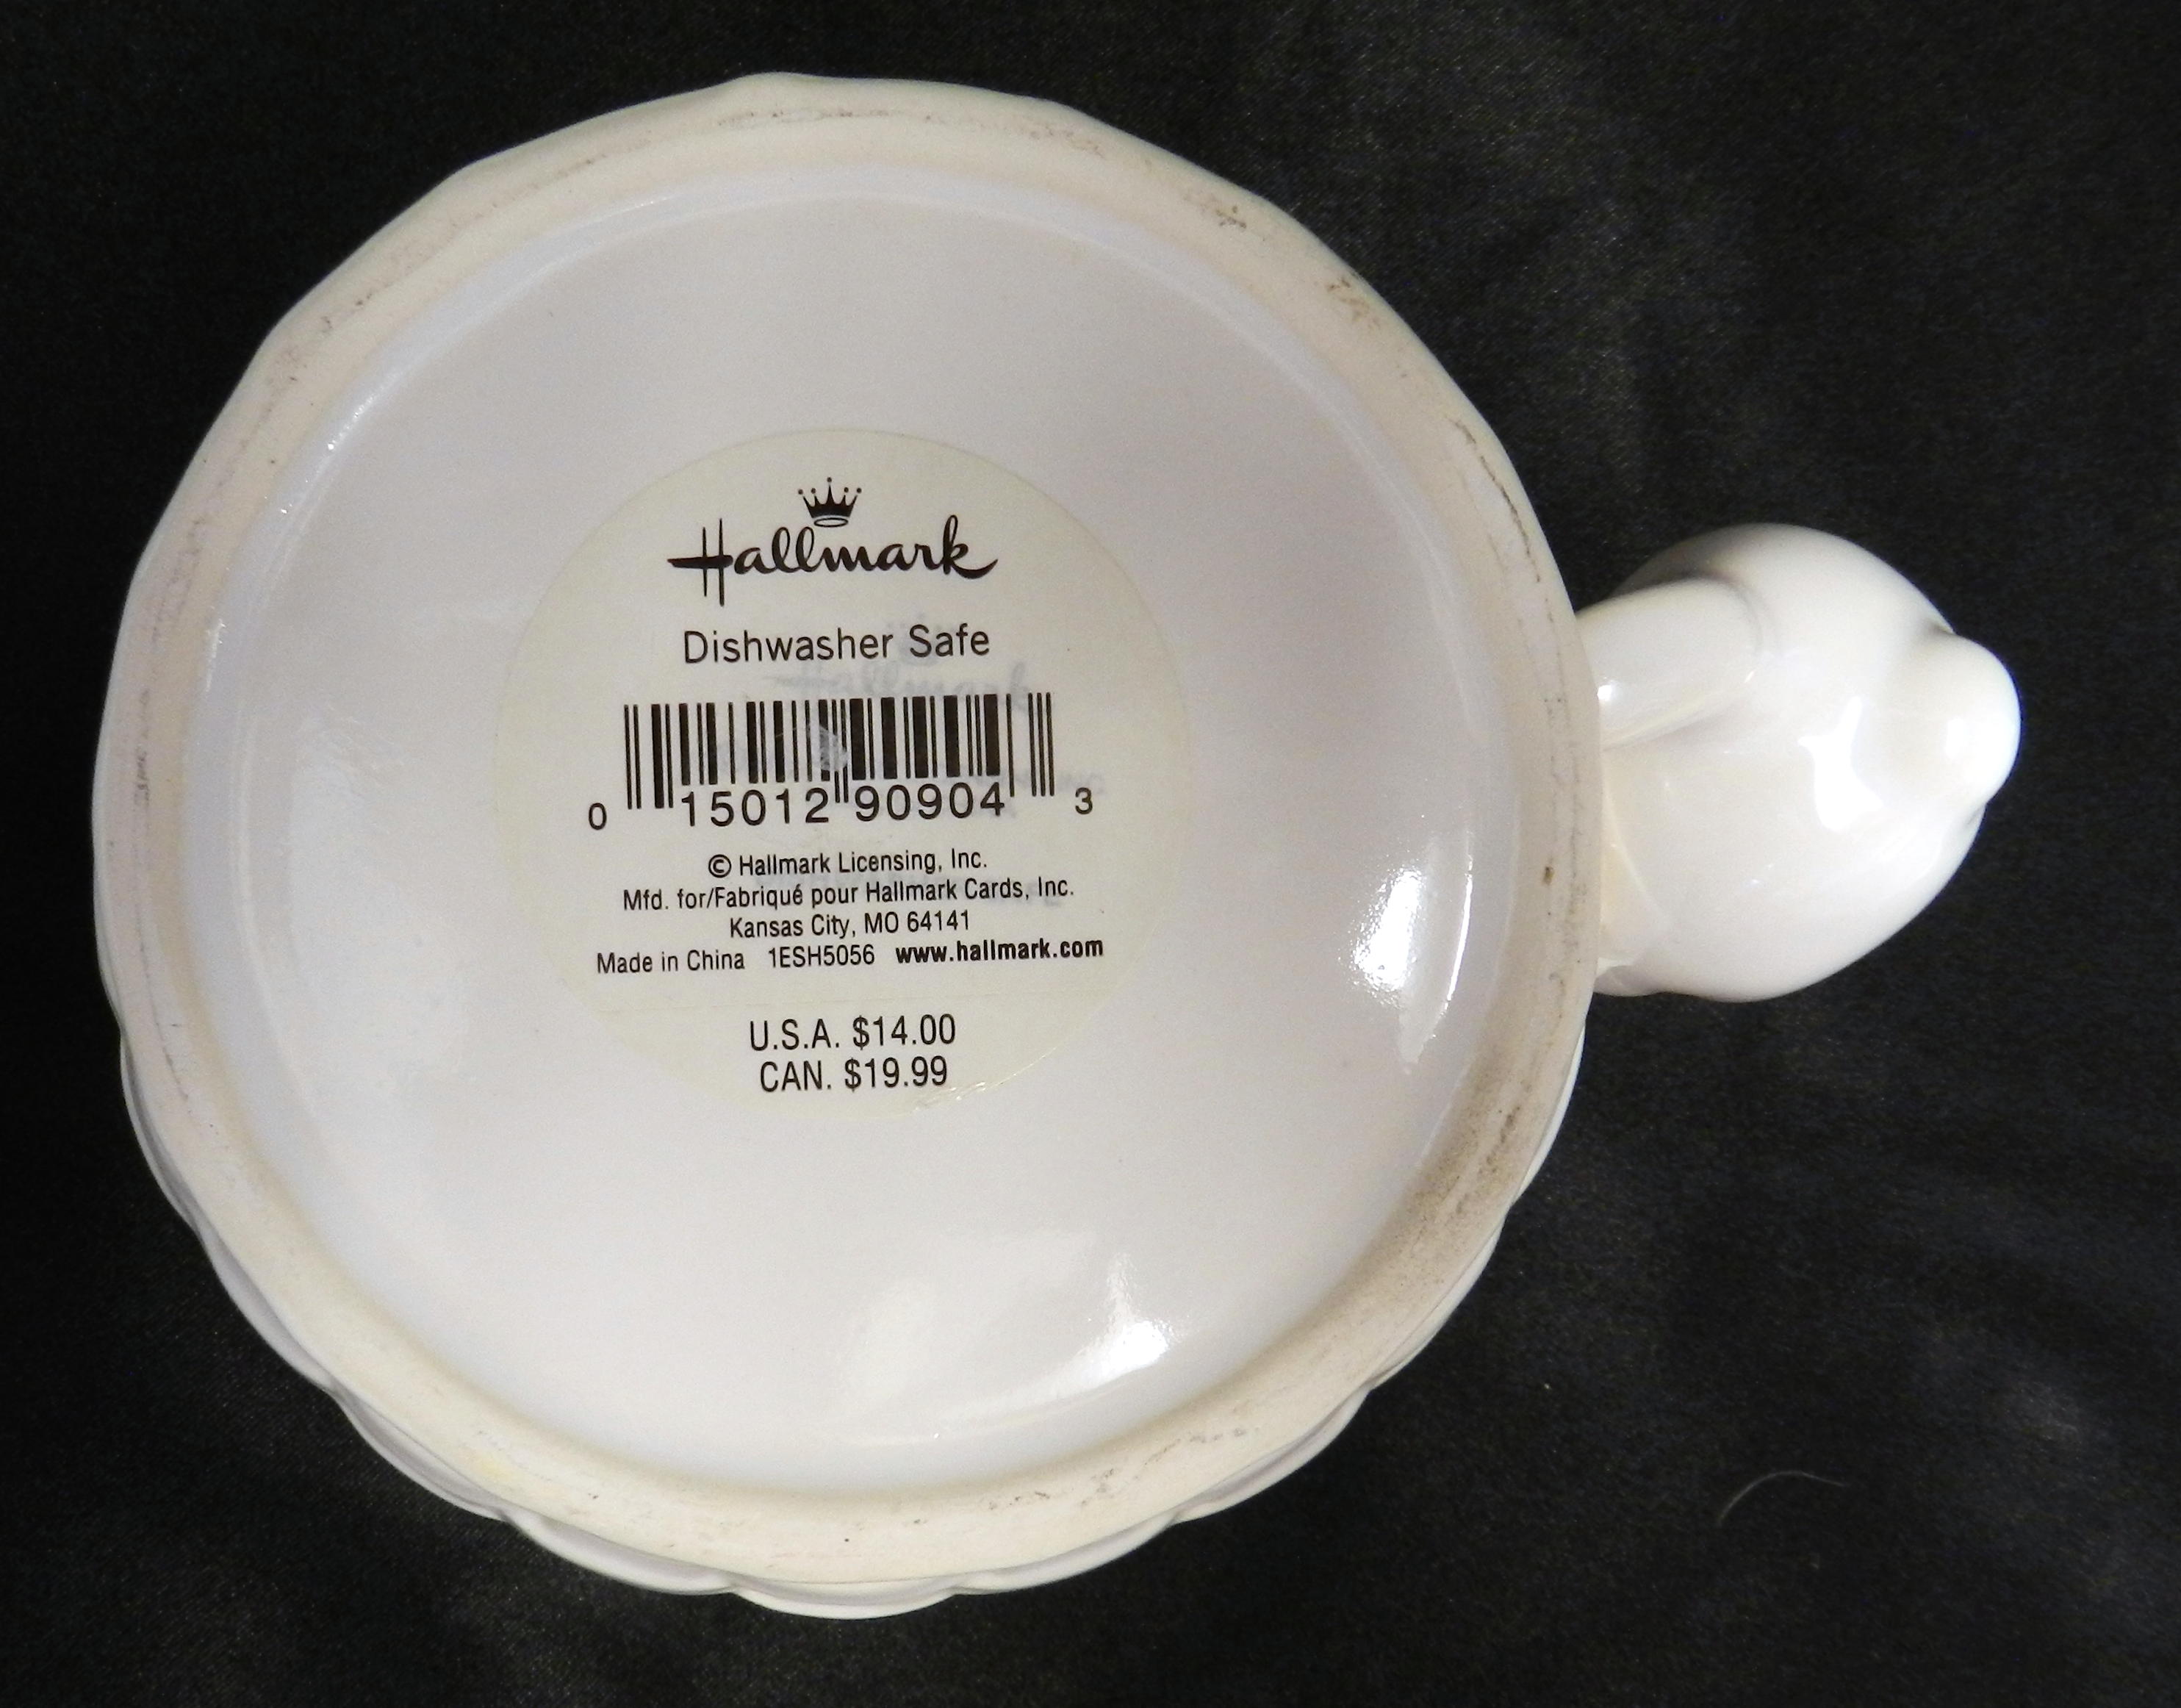 Hallmark
Dishwasher Safe
0 15012 90904 3
© Hallmark Licensing, Inc.
Mfd. for/Fabriqué pour Hallmark Cards, Inc.
Kansas City, MO 64141
Made in China 1ESH5056 www.hallmark.com
U.S.A. $14.00
CAN. $19.99